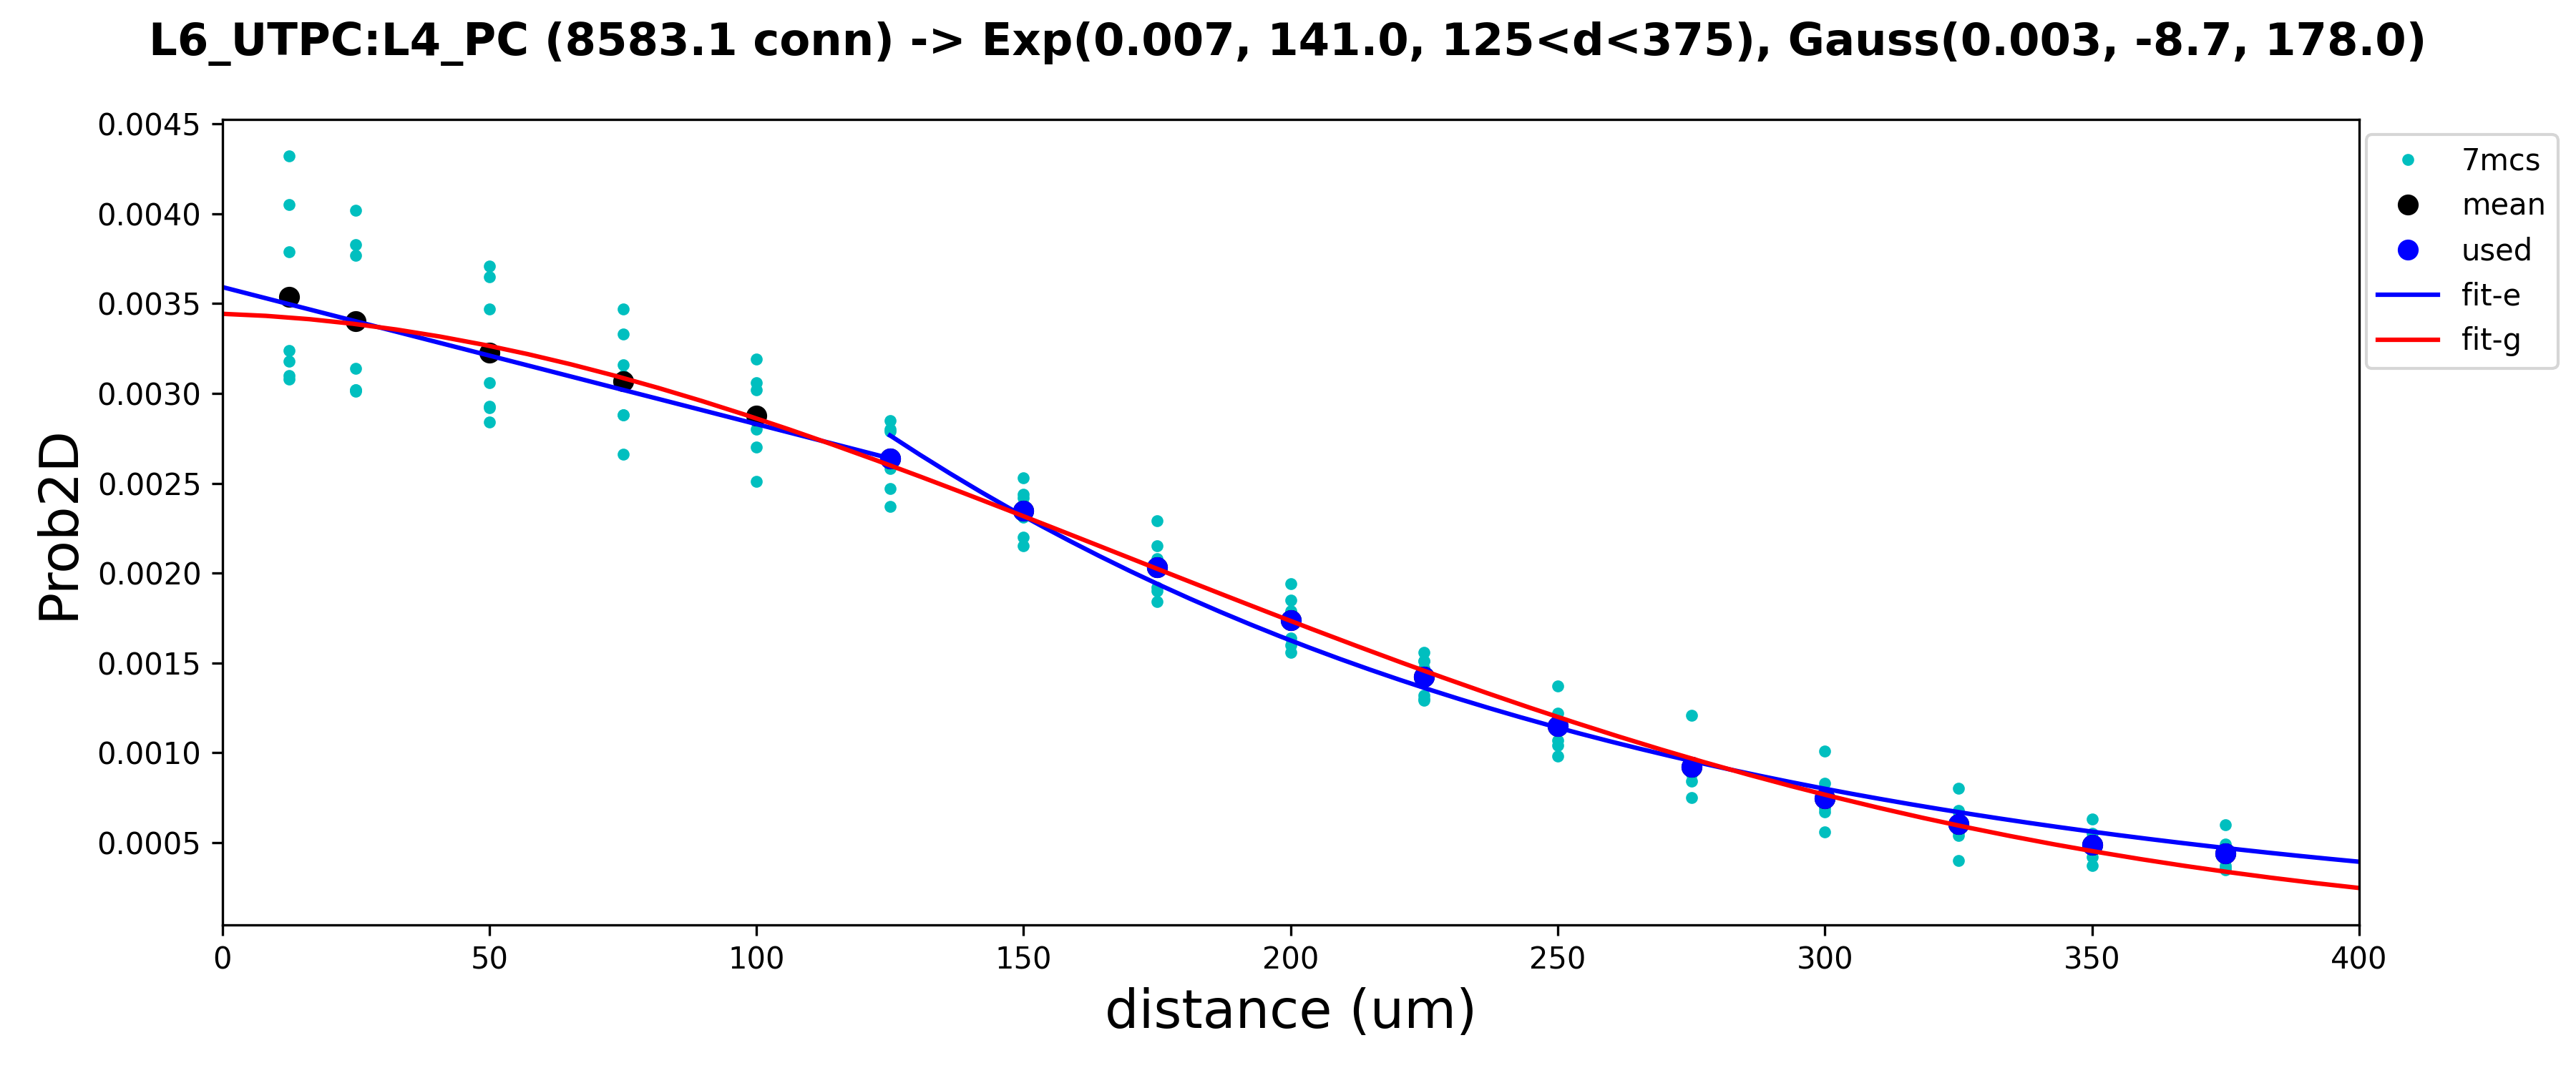 L6_UTPC:L4_PC (8583.1 conn) -> Exp(0.007, 141.0, 125<d<375), Gauss(0.003, -8.7, 178.0)
0.0045
0.0040
0.0035
0.0030
0.0025
0.0020
0.0015
0.0010
0.0005
Prob2D
7mcs
mean
used
fit-e
fit-g
0 50 100 150 200 250 300 350 400
distance (um)